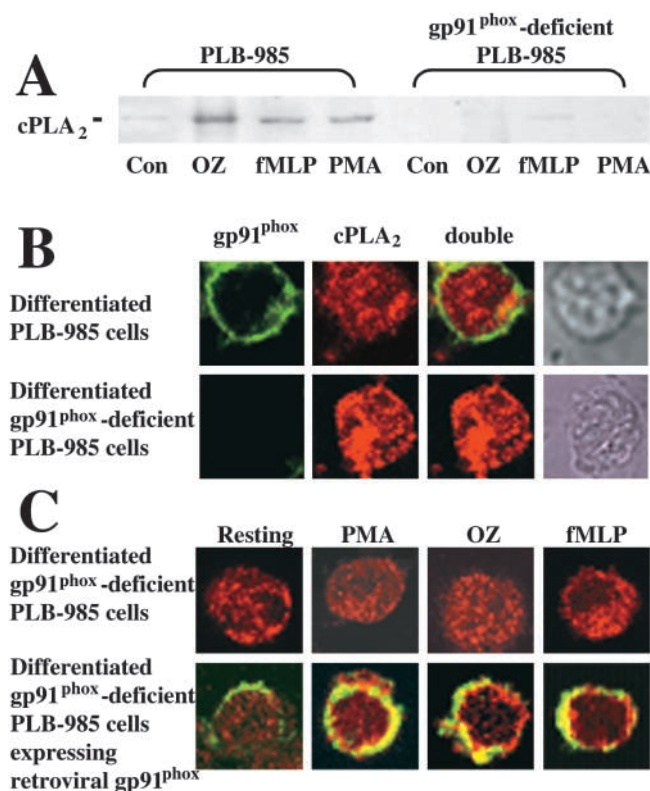 A
gp91phox-deficient
PLB-985 PLB-985
cPLA2 -
Con OZ fMLP PMA Con OZ fMLP PMA
B
gp91phox cPLA2 double
Differentiated
PLB-985 cells
Differentiated
gp91phox-deficient
PLB-985 cells
C
Resting PMA OZ fMLP
Differentiated
gp91phox-deficient
PLB-985 cells
Differentiated
gp91phox-deficient
PLB-985 cells
expressing
retroviral gp91phox